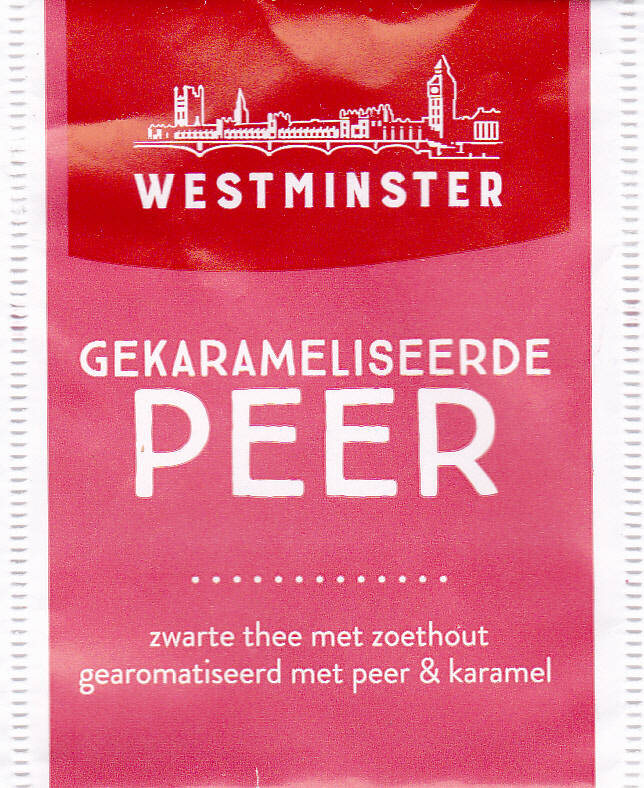 WESTMINSTER
GEKARAMELISEERDE
PEER
zwarte thee met zoethout
gearomatiseerd met peer & karamel